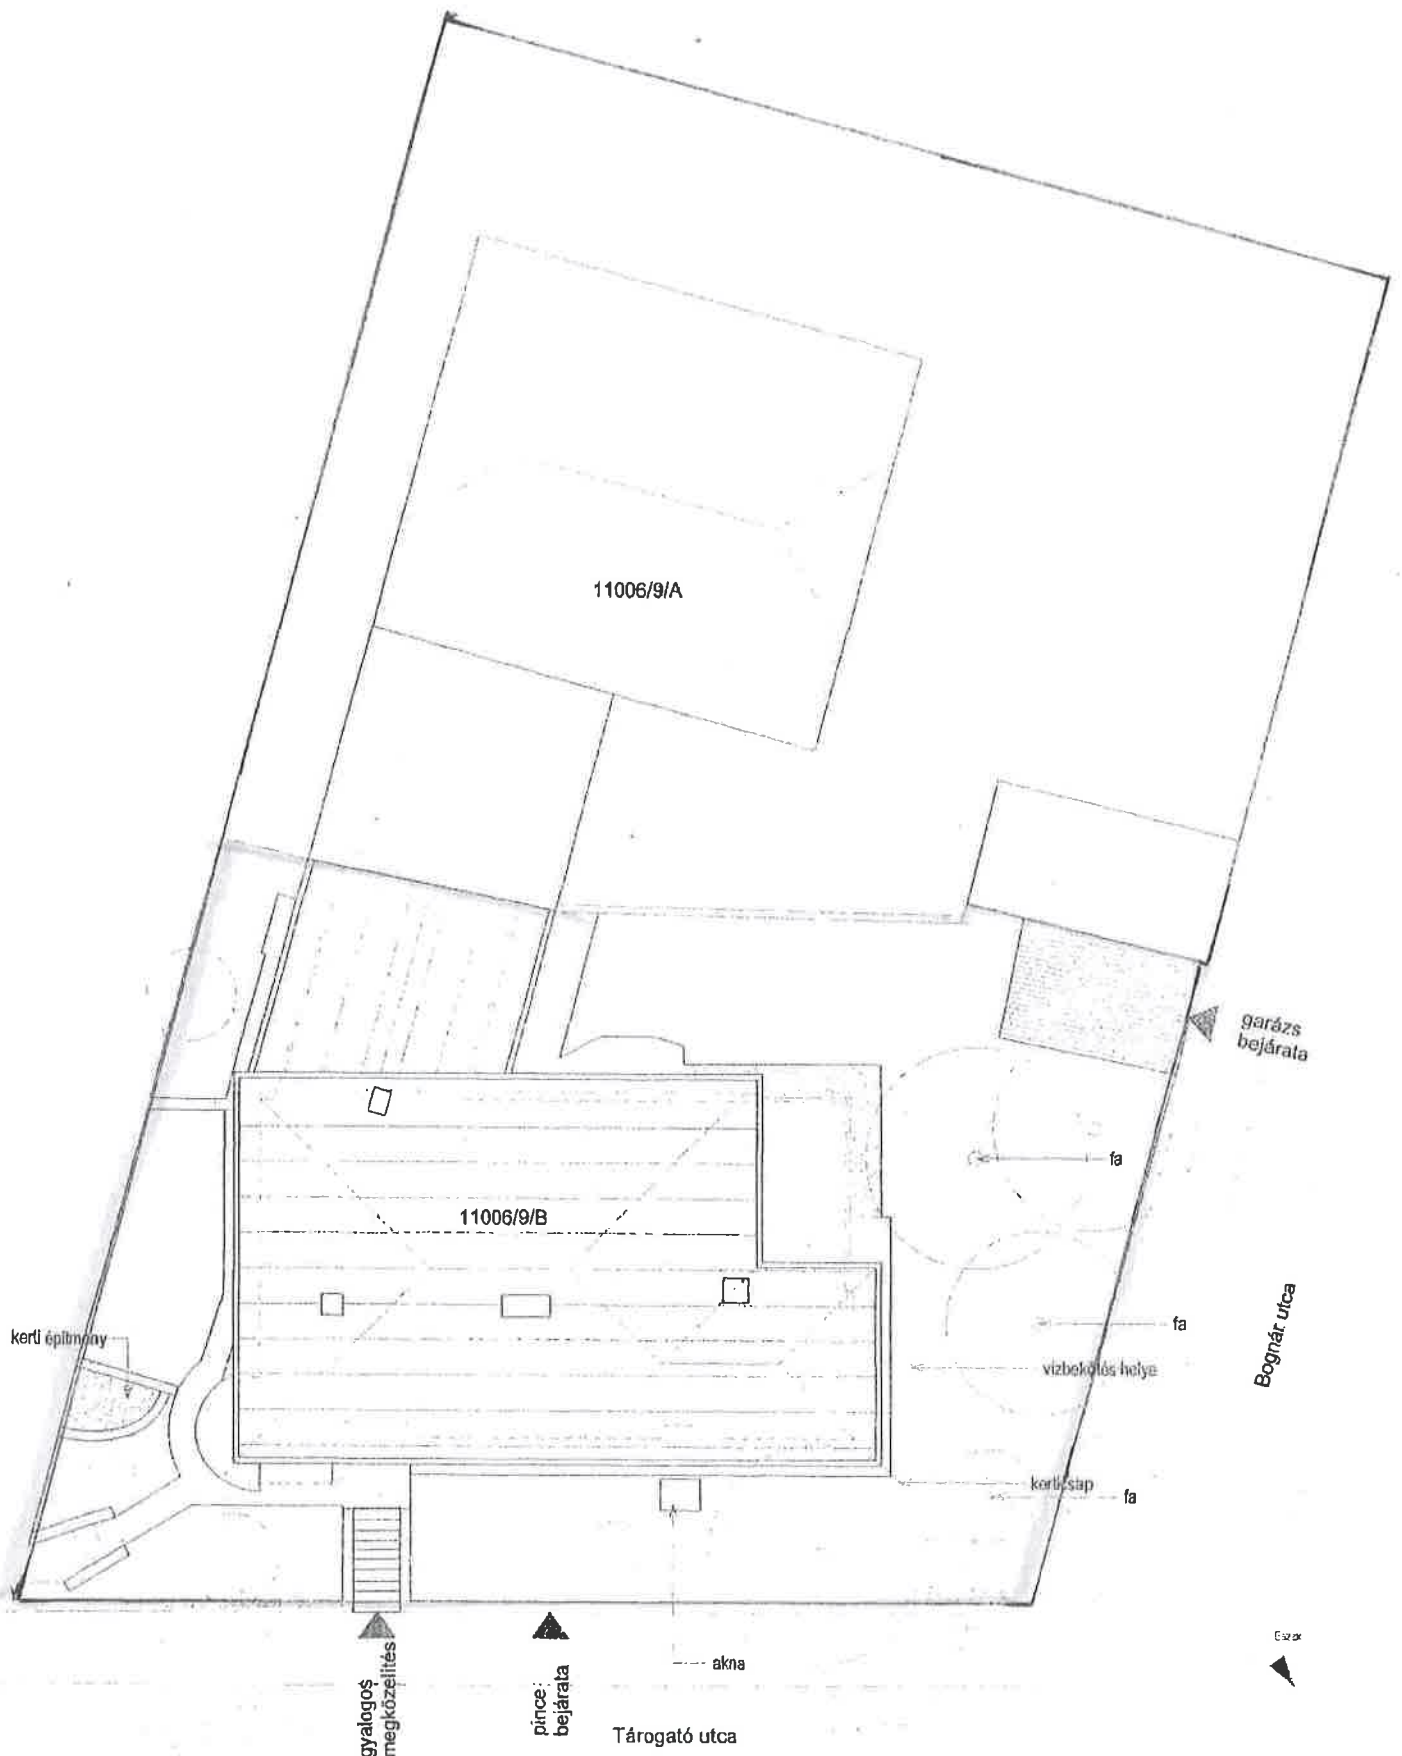 11006/9/A
garázs
bejárata
fa
11006/9/B
Bognár utca
fa
kerti építmény
vízbekötés helye
kerti csap
fa
Észak
akna
gyalogos
megközelítés
pince
bejárata
Tárogató utca